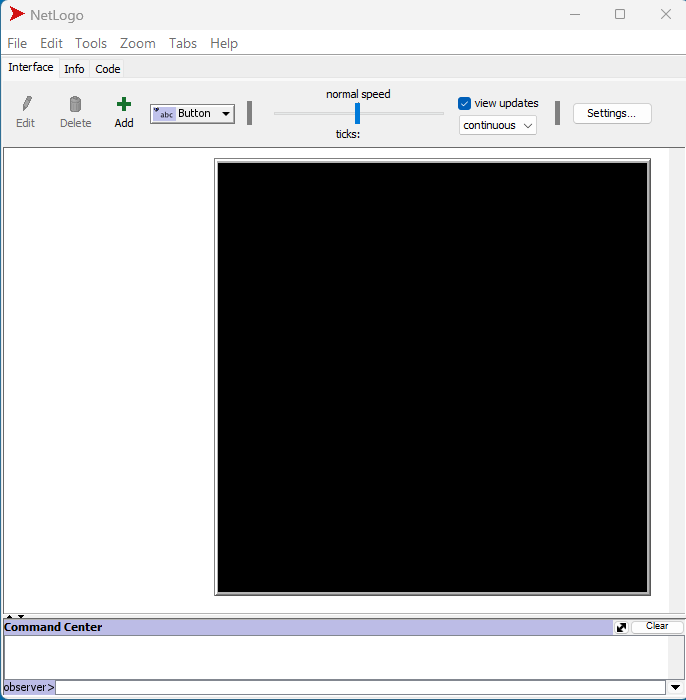 NetLogo
File Edit Tools Zoom Tabs Help
Interface Info Code
Edit Delete Add abc Button normal speed ticks: view updates continuous Settings...
Command Center Clear
observer>